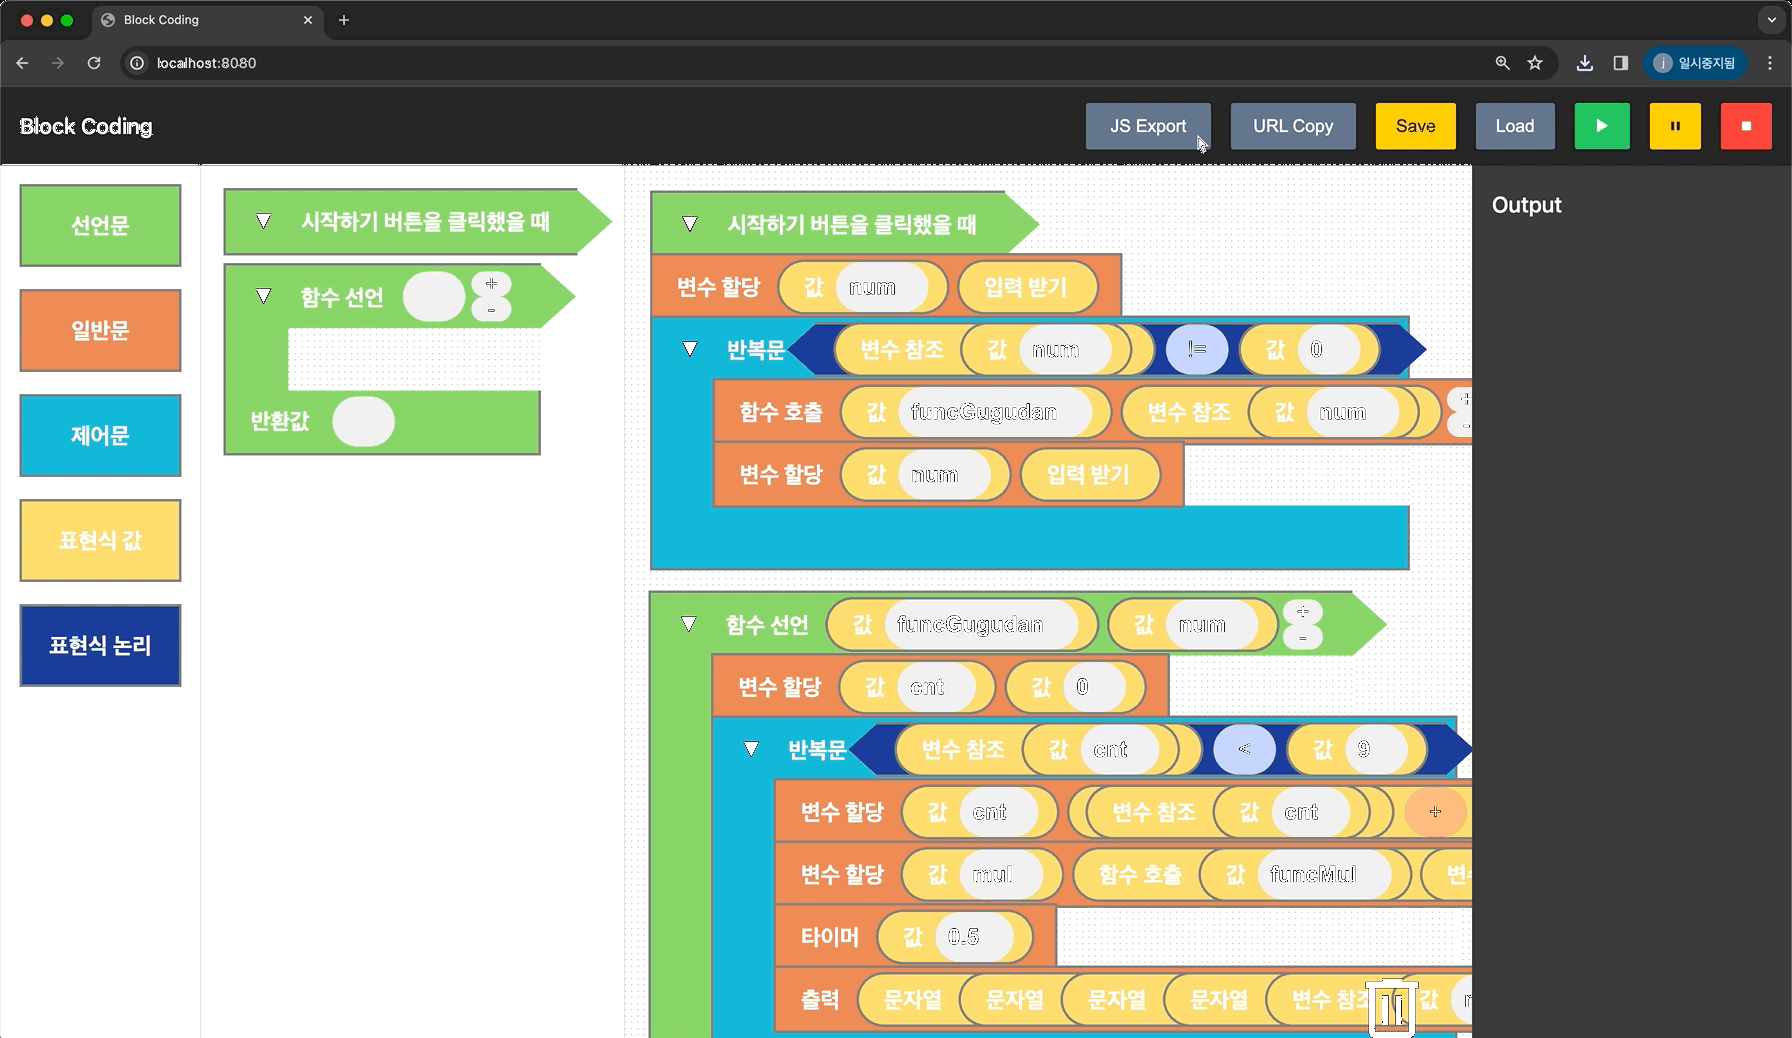 Block Coding
localhost:8080
j 일시중지됨
Block Coding
JS Export
URL Copy
Save
Load
선언문
일반문
제어문
표현식 값
표현식 논리
시작하기 버튼을 클릭했을 때
함수 선언 + -
반환값
시작하기 버튼을 클릭했을 때
변수 할당 값 num 입력 받기
반복문 변수 참조 값 num != 값 0
함수 호출 값 funcGugudan 변수 참조 값 num + -
변수 할당 값 num 입력 받기
함수 선언 값 funcGugudan 값 num + -
변수 할당 값 cnt 값 0
반복문 변수 참조 값 cnt < 값 9
변수 할당 값 cnt 변수 참조 값 cnt +
변수 할당 값 mul 함수 호출 값 funcMul
타이머 값 0.5
출력 문자열 문자열 문자열 문자열 변수 참조 값
Output